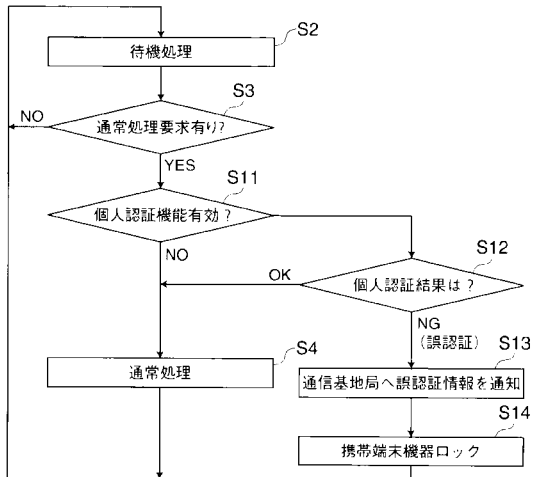 S2
待機処理
S3
NO
通常処理要求有り?
YES
S11
個人認証機能有効?
NO
S12
OK
個人認証結果は?
NG
(誤認証)
S13
S4
通常処理
通信基地局へ誤認証情報を通知
S14
携帯端末機器ロック